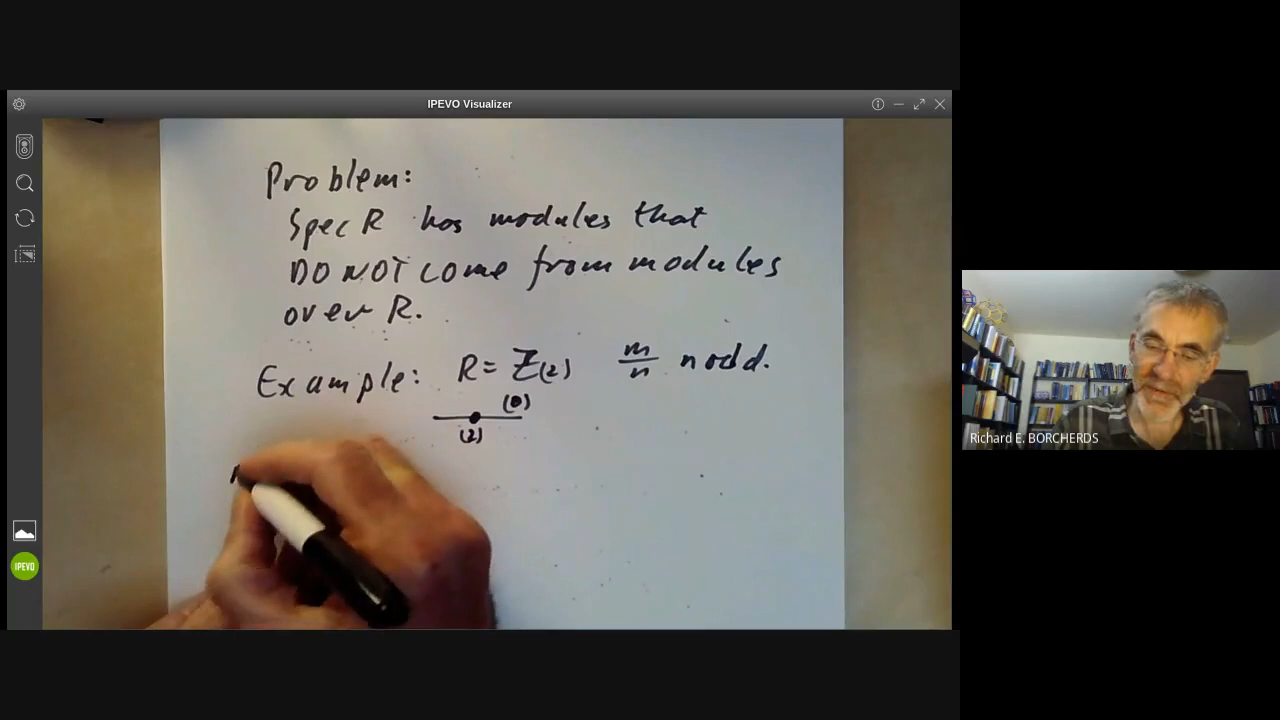 IPEVO Visualizer
Problem:
Spec R has modules that
DO NOT come from modules
over R.
Example: R = Z(2) m/n n odd.
(0)
(2)
IPEVO
Richard E. BORCHERDS